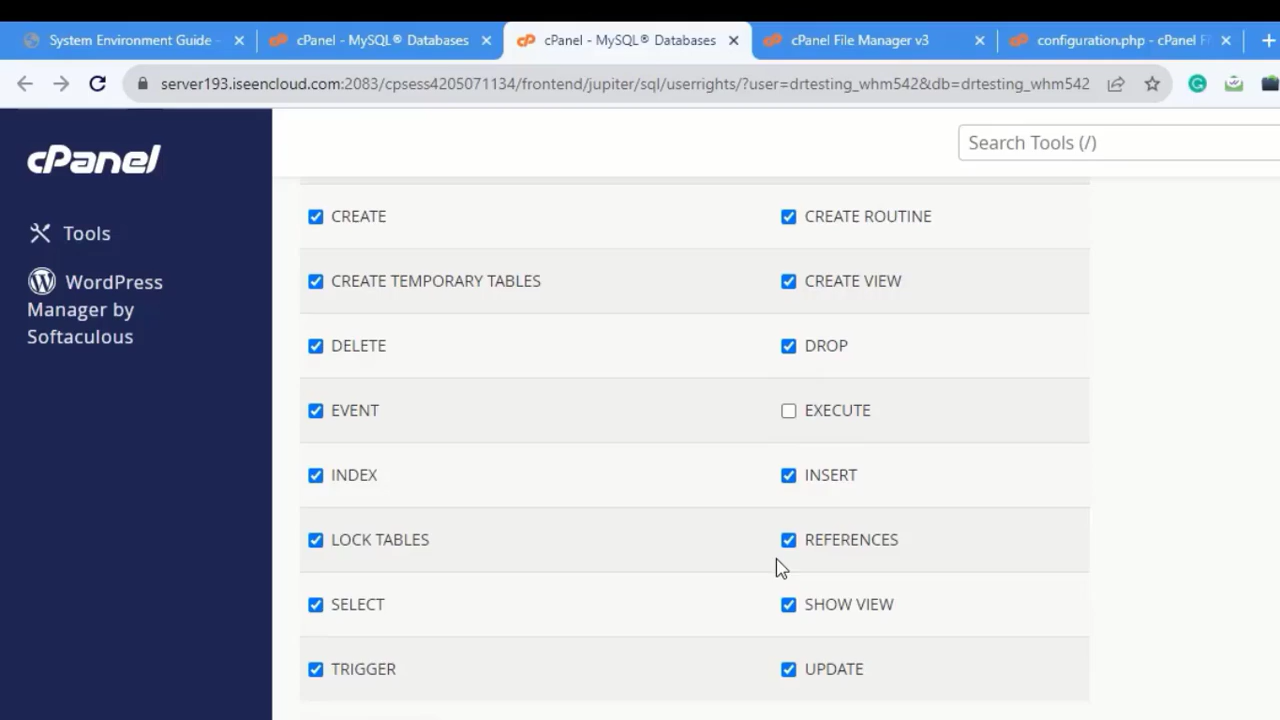 System Environment Guide -
cPanel - MySQL® Databases
cPanel - MySQL® Databases
cPanel File Manager v3
configuration.php - cPanel F
server193.iseencloud.com:2083/cpsess4205071134/frontend/jupiter/sql/userrights/?user=drtesting_whm542&db=drtesting_whm542
cPanel
Search Tools (/)
Tools
WordPress
Manager by
Softaculous
CREATE
CREATE ROUTINE
CREATE TEMPORARY TABLES
CREATE VIEW
DELETE
DROP
EVENT
EXECUTE
INDEX
INSERT
LOCK TABLES
REFERENCES
SELECT
SHOW VIEW
TRIGGER
UPDATE